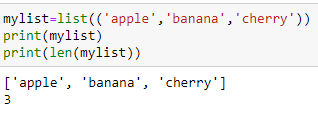 mylist=list(('apple','banana','cherry'))
print(mylist)
print(len(mylist))
['apple', 'banana', 'cherry']
3